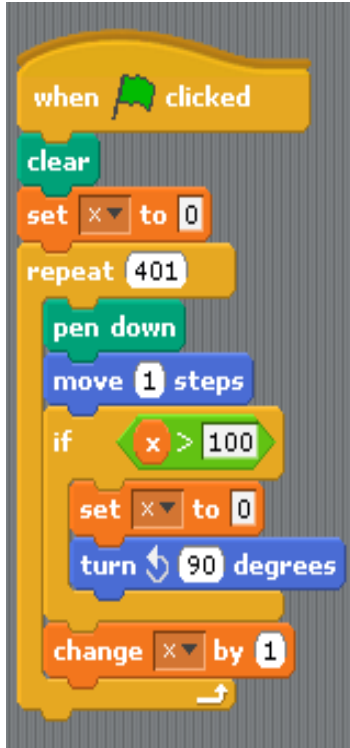 when clicked
clear
set x to 0
repeat 401
pen down
move 1 steps
if x > 100
set x to 0
turn 90 degrees
change x by 1